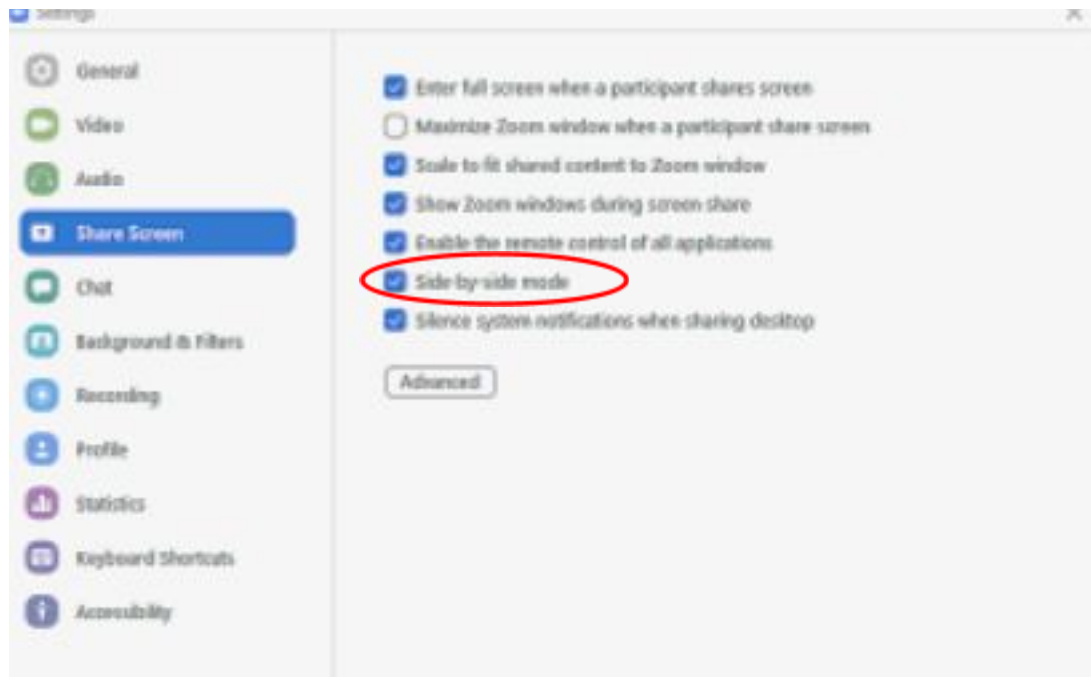 Settings
General
Video
Audio
Share Screen
Chat
Background & Filters
Recording
Profile
Statistics
Keyboard Shortcuts
Accessibility
Enter full screen when a participant shares screen
Maximize Zoom window when a participant share screen
Scale to fit shared content to Zoom window
Show Zoom windows during screen share
Enable the remote control of all applications
Side-by-side mode
Silence system notifications when sharing desktop
Advanced